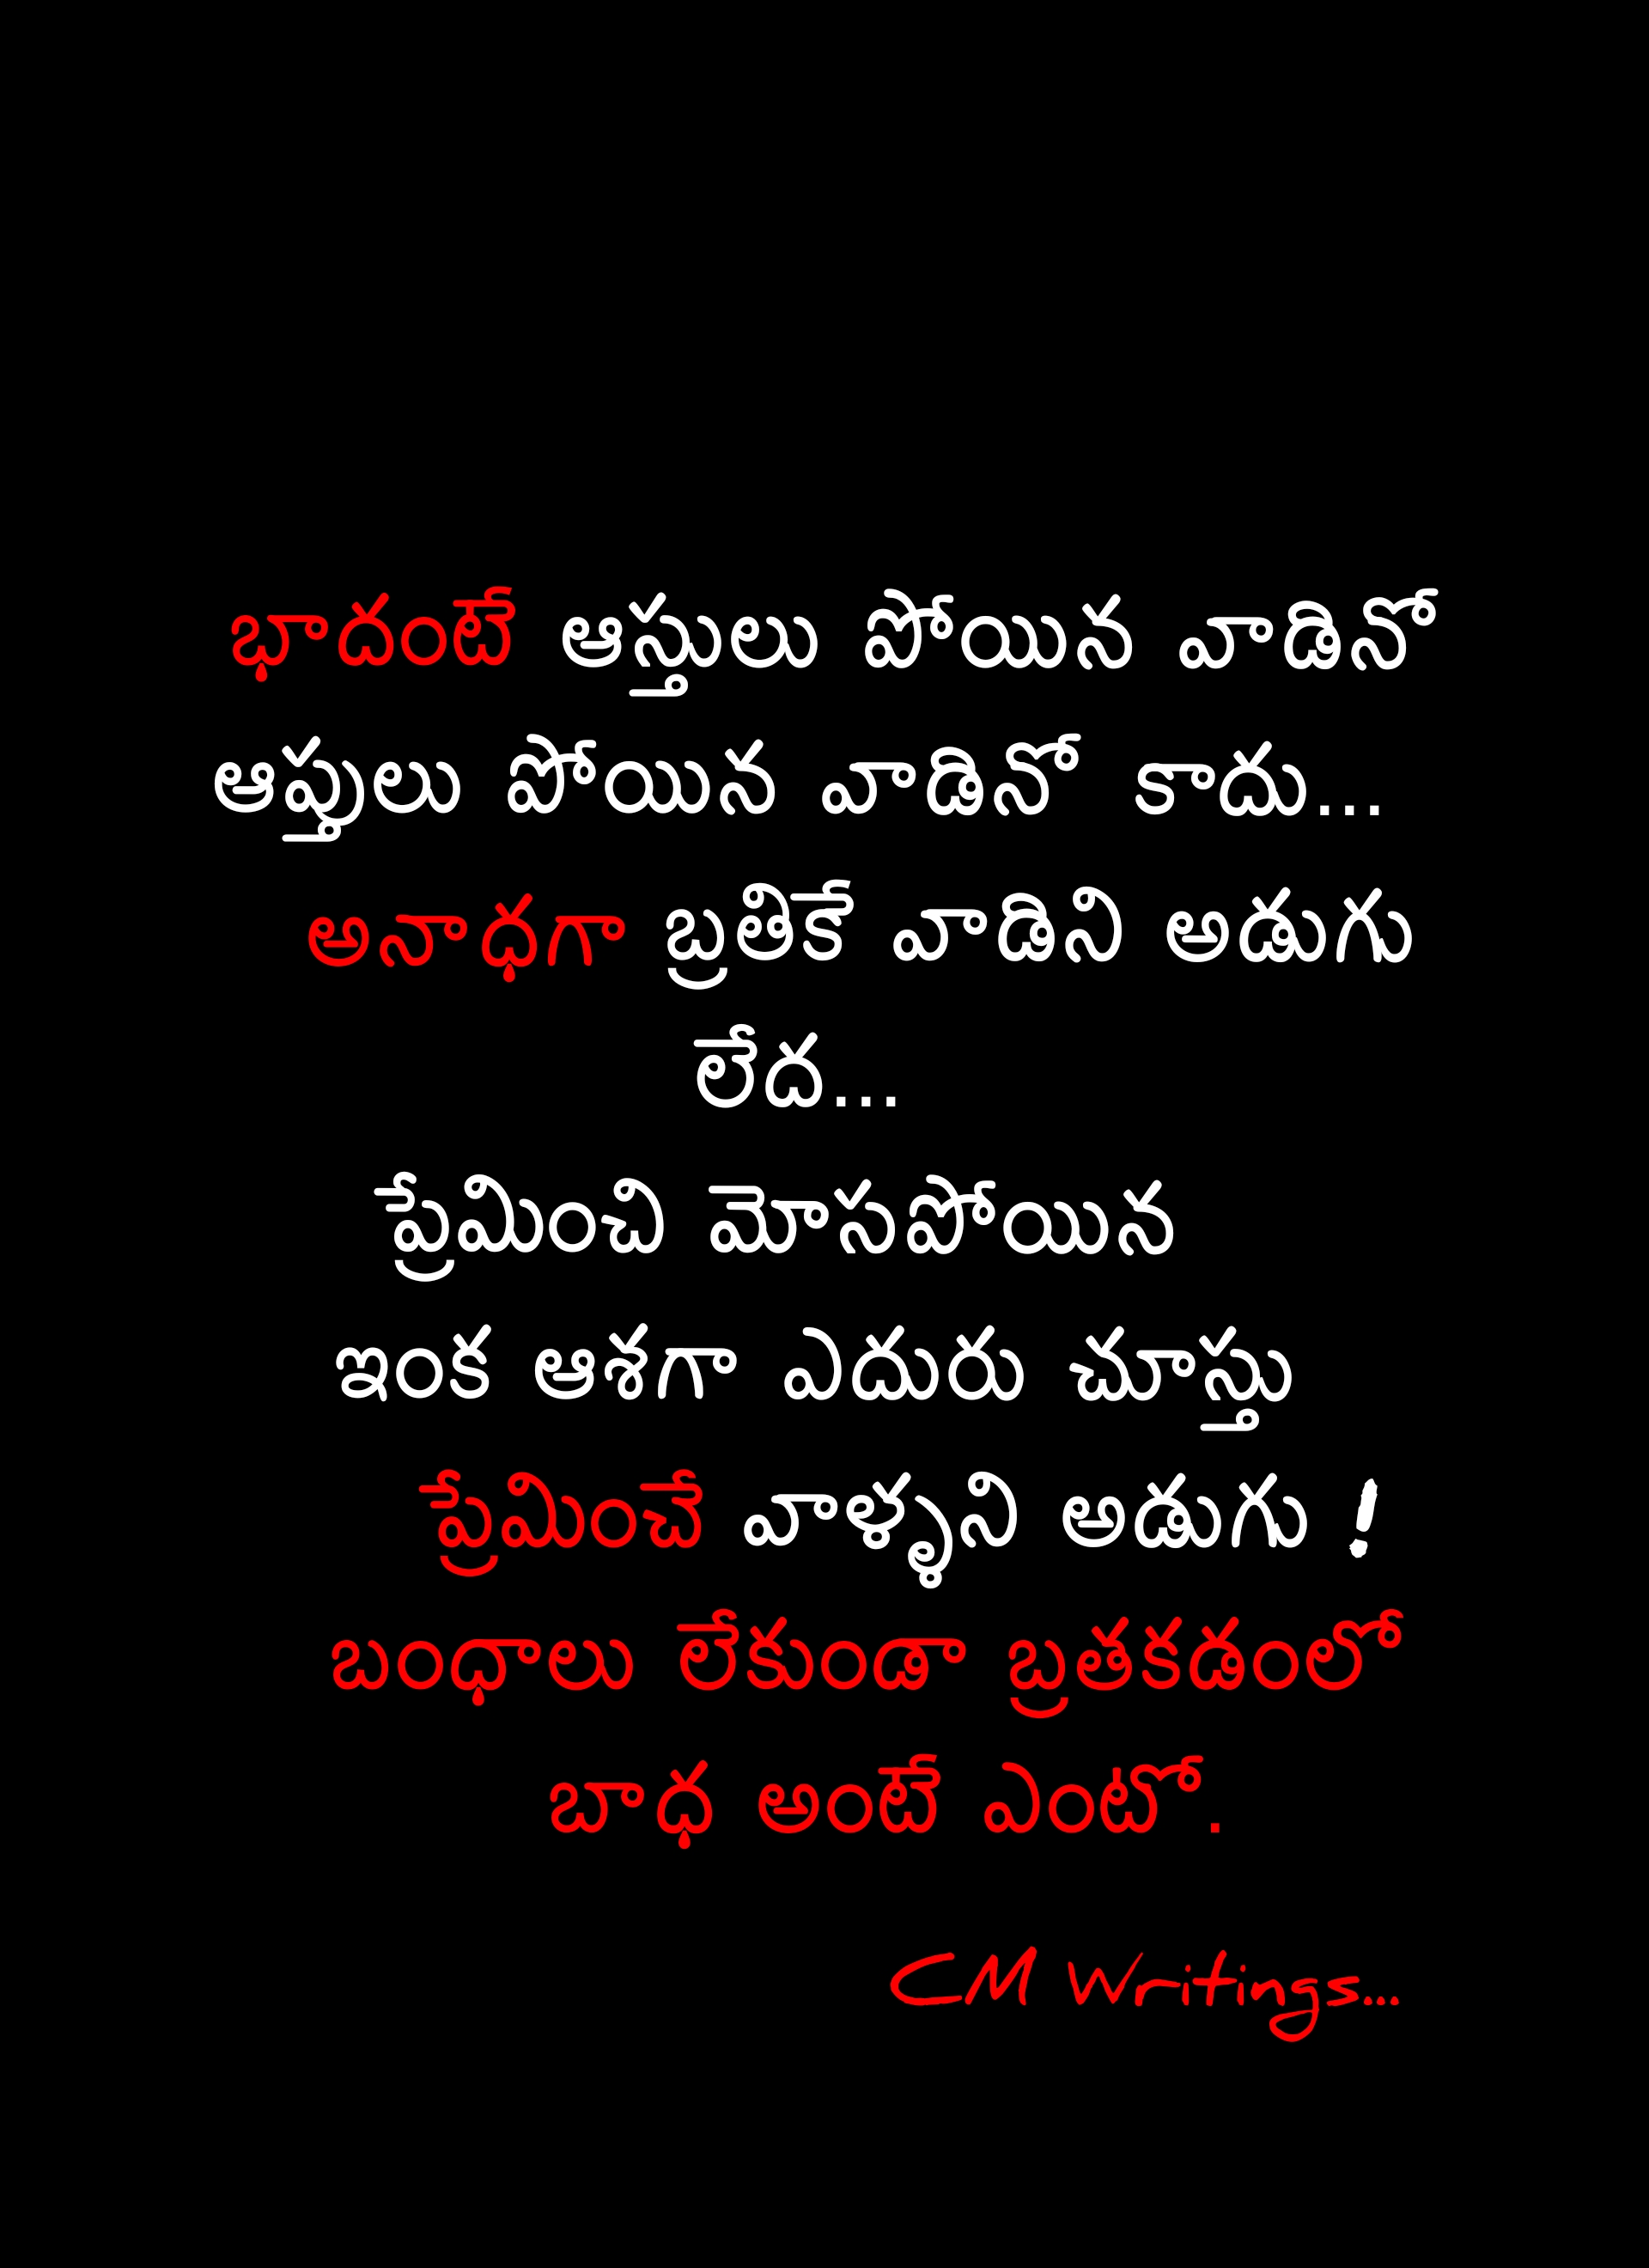 భాదంటే ఆస్తులు పోయిన వాడినో
ఆప్తులు పోయిన వాడినో కాదు...
అనాధగా బ్రతికే వాడిని అడుగు
లేద...
ప్రేమించి మోసపోయిన
ఇంక ఆశగా ఎదురు చూస్తు
ప్రేమించే వాళ్ళని అడుగు !
బంధాలు లేకుండా బ్రతకడంలో
బాధ అంటే ఎంటో.
CM Writings...